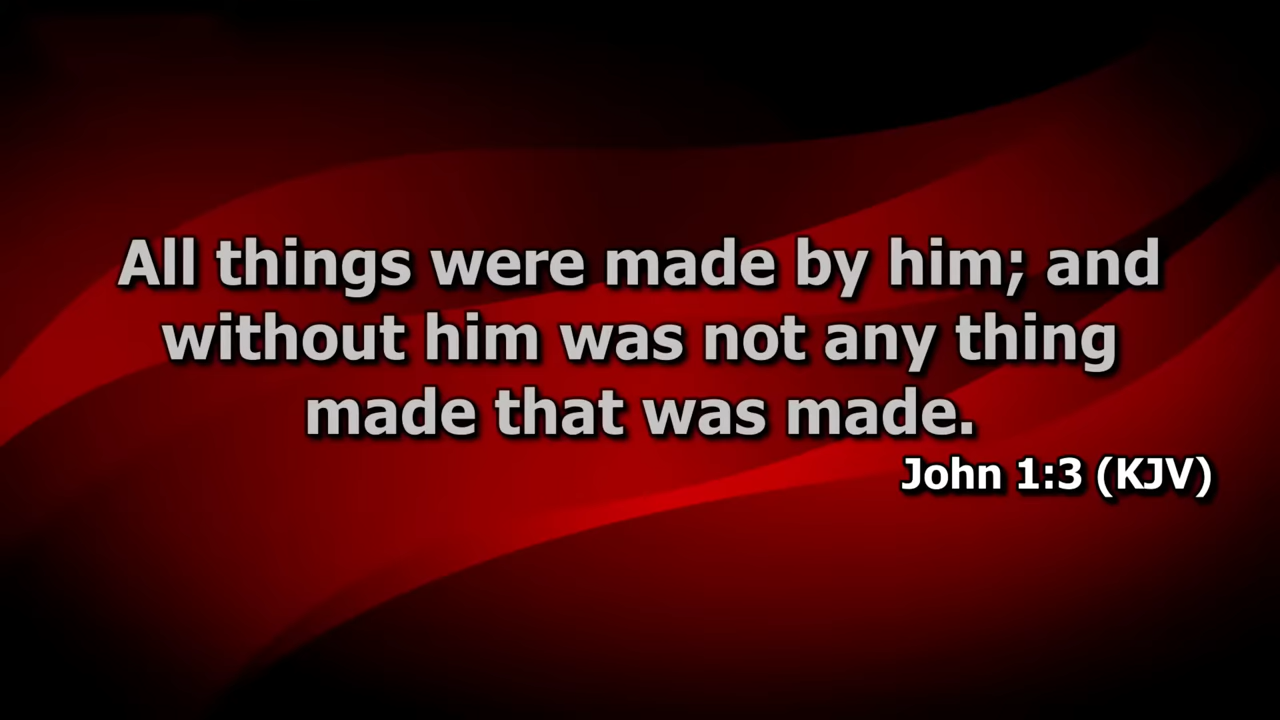 All things were made by him; and
without him was not any thing
made that was made.
John 1:3 (KJV)